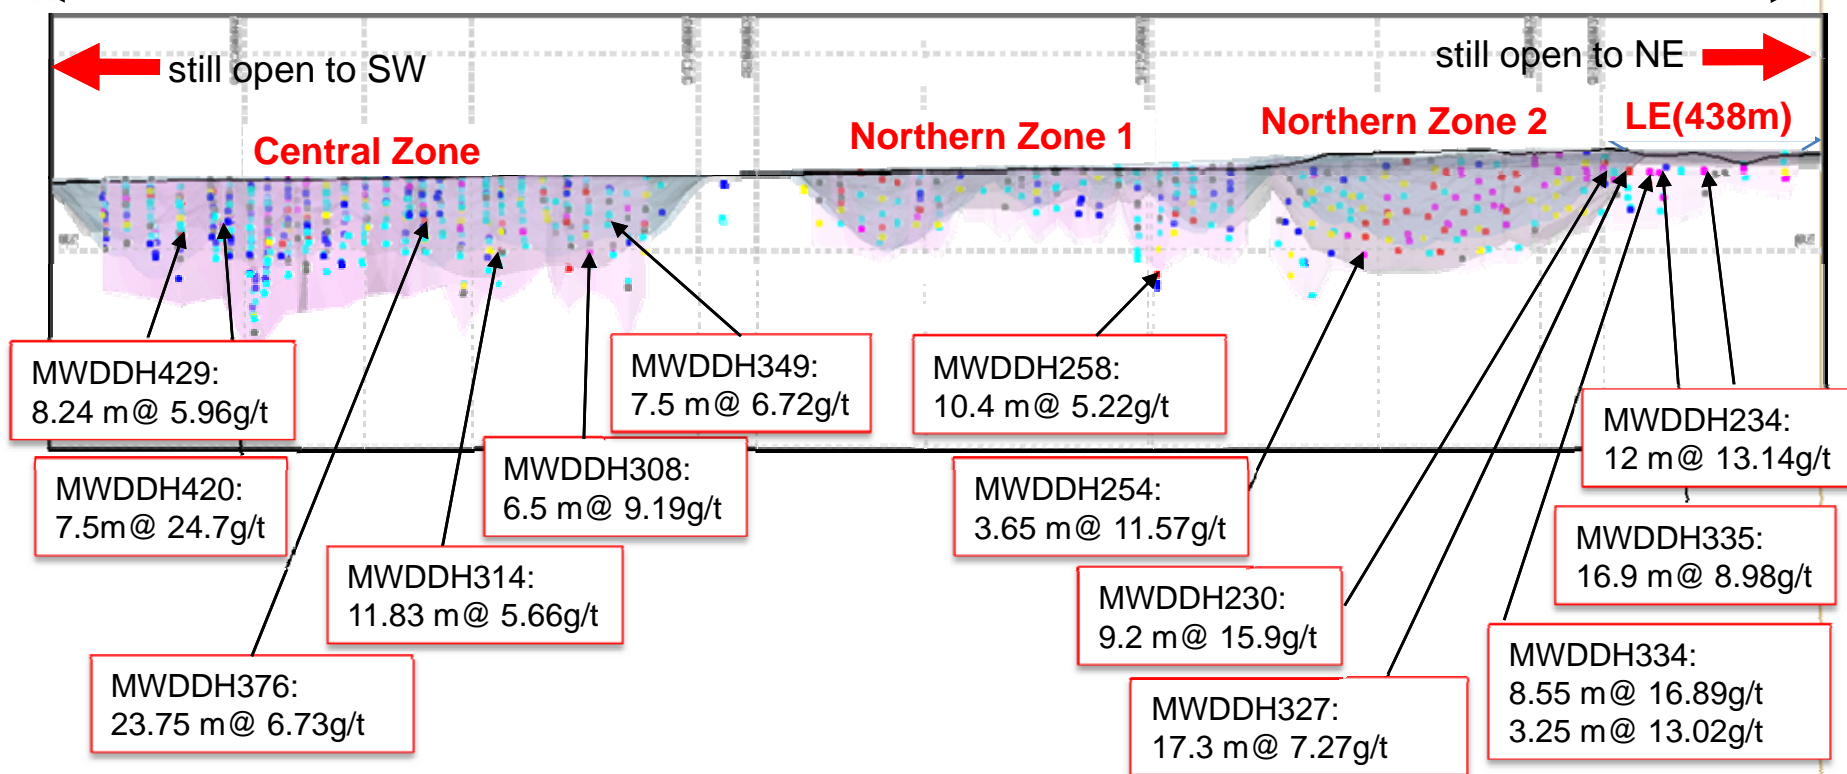 still open to SW
still open to NE
Central Zone
Northern Zone 1
Northern Zone 2
LE(438m)
MWDDH429:
8.24 m@ 5.96g/t
MWDDH420:
7.5m@ 24.7g/t
MWDDH376:
23.75 m@ 6.73g/t
MWDDH314:
11.83 m@ 5.66g/t
MWDDH308:
6.5 m@ 9.19g/t
MWDDH349:
7.5 m@ 6.72g/t
MWDDH258:
10.4 m@ 5.22g/t
MWDDH254:
3.65 m@ 11.57g/t
MWDDH230:
9.2 m@ 15.9g/t
MWDDH327:
17.3 m@ 7.27g/t
MWDDH234:
12 m@ 13.14g/t
MWDDH335:
16.9 m@ 8.98g/t
MWDDH334:
8.55 m@ 16.89g/t
3.25 m@ 13.02g/t